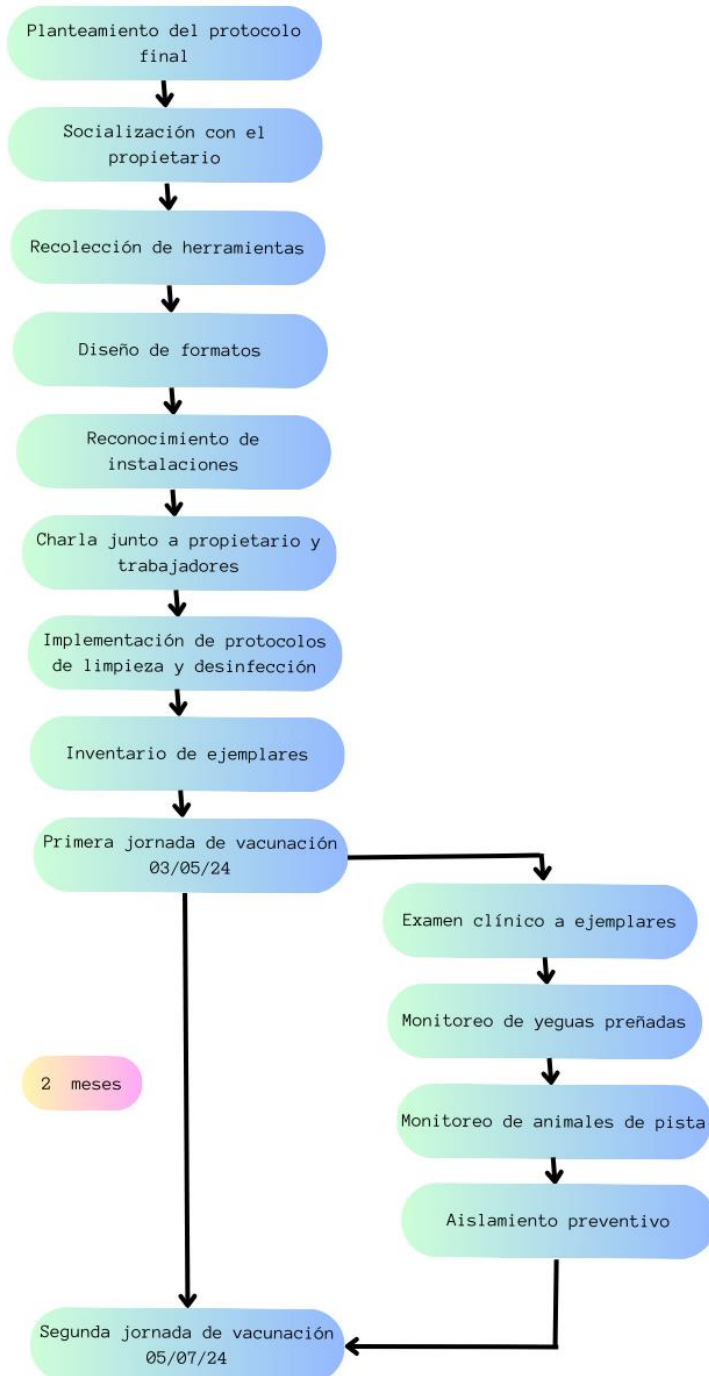 Planteamiento del protocolo
final
Socialización con el
propietario
Recolección de herramientas
Diseño de formatos
Reconocimiento de
instalaciones
Charla junto a propietario y
trabajadores
Implementación de protocolos
de limpieza y desinfección
Inventario de ejemplares
Primera jornada de vacunación
03/05/24
Examen clínico a ejemplares
Monitoreo de yeguas preñadas
2 meses
Monitoreo de animales de pista
Aislamiento preventivo
Segunda jornada de vacunación
05/07/24